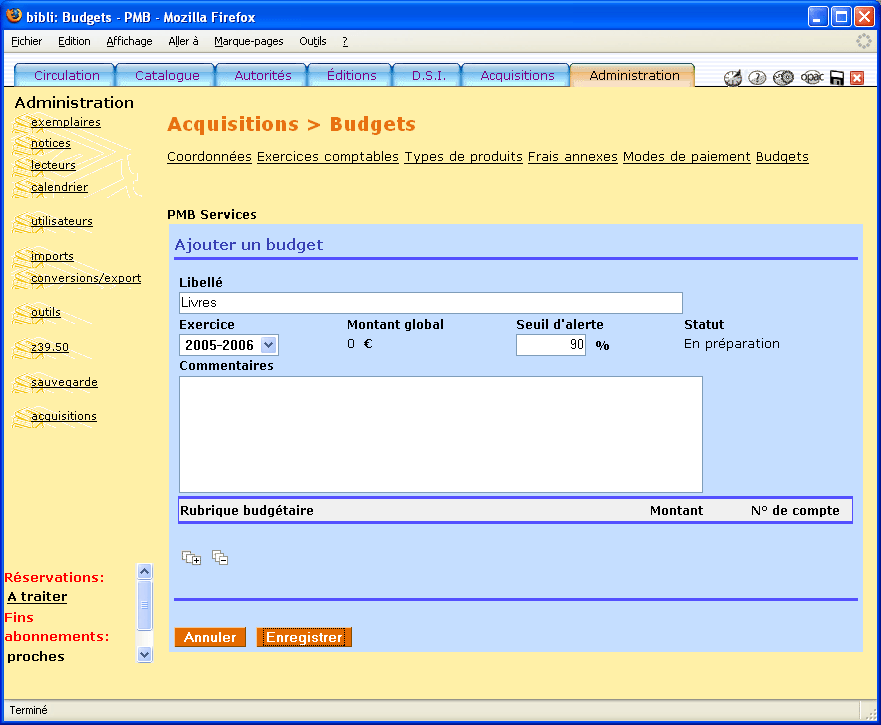 bibli: Budgets - PMB - Mozilla Firefox
Fichier Edition Affichage Aller à Marque-pages Outils ?
Circulation Catalogue Autorités Éditions D.S.I. Acquisitions Administration opac
Administration
exemplaires
notices
lecteurs
calendrier
utilisateurs
imports
conversions/export
outils
z39.50
sauvegarde
acquisitions
Réservations:
A traiter
Fins
abonnements:
proches
Acquisitions > Budgets
Coordonnées Exercices comptables Types de produits Frais annexes Modes de paiement Budgets
PMB Services
Ajouter un budget
Libellé
Livres
Exercice Montant global Seuil d'alerte Statut
2005-2006 0 € 90 % En préparation
Commentaires
Rubrique budgétaire Montant N° de compte
Annuler Enregistrer
Terminé